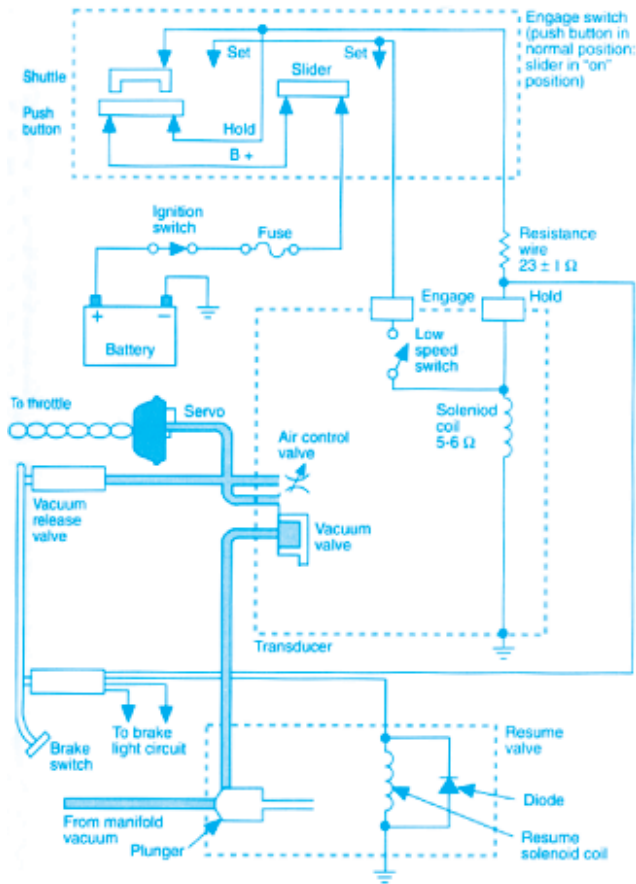 Engage switch
(push button in
normal position:
slider in "on"
position)
Set
Set
Shuttle
Slider
Push
button
Hold
B +
Ignition
switch
Fuse
Resistance
wire
23 ± 1 Ω
+
−
Battery
Engage
Hold
Low
speed
switch
To throttle
Servo
Soleniod
coil
5-6 Ω
Air control
valve
Vacuum
release
valve
Vacuum
valve
Transducer
To brake
light circuit
Brake
switch
Resume
valve
Diode
From manifold
vacuum
Plunger
Resume
solenoid coil